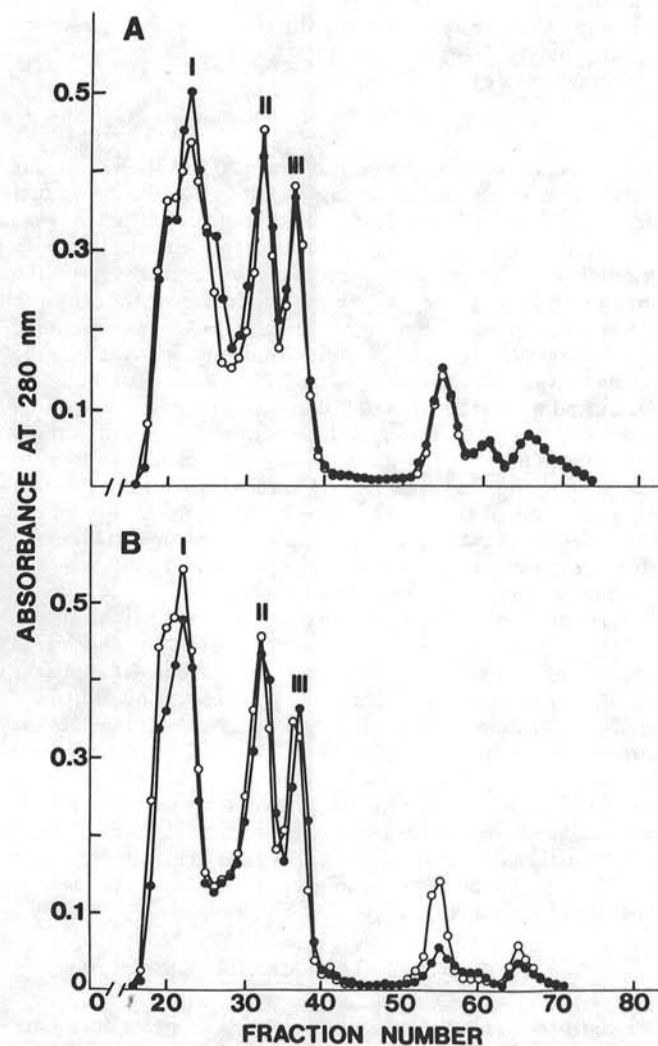 A
I
II
III
0.5
0.3
0.1
ABSORBANCE AT 280 nm
B
I
II
III
0.5
0.3
0.1
0
0 20 30 40 50 60 70 80
FRACTION NUMBER